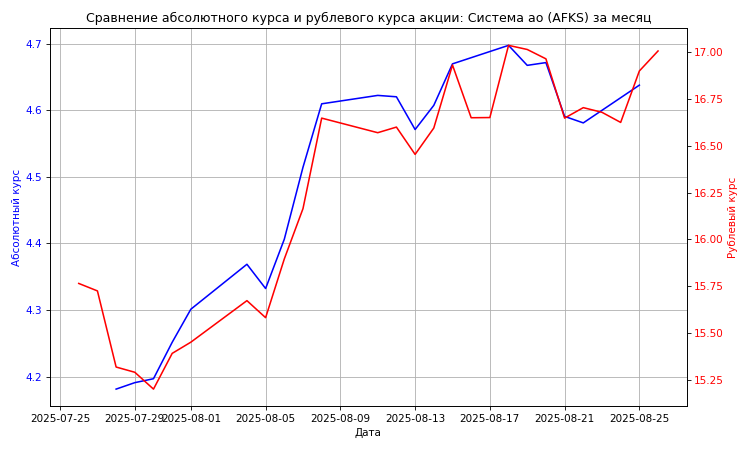 Сравнение абсолютного курса и рублевого курса акции: Система ао (AFKS) за месяц
Абсолютный курс
4.7
4.6
4.5
4.4
4.3
4.2
17.00
16.75
16.50
16.25
16.00
15.75
15.50
15.25
Рублевый курс
2025-07-25 2025-07-29 2025-08-01 2025-08-05 2025-08-09 2025-08-13 2025-08-17 2025-08-21 2025-08-25
Дата